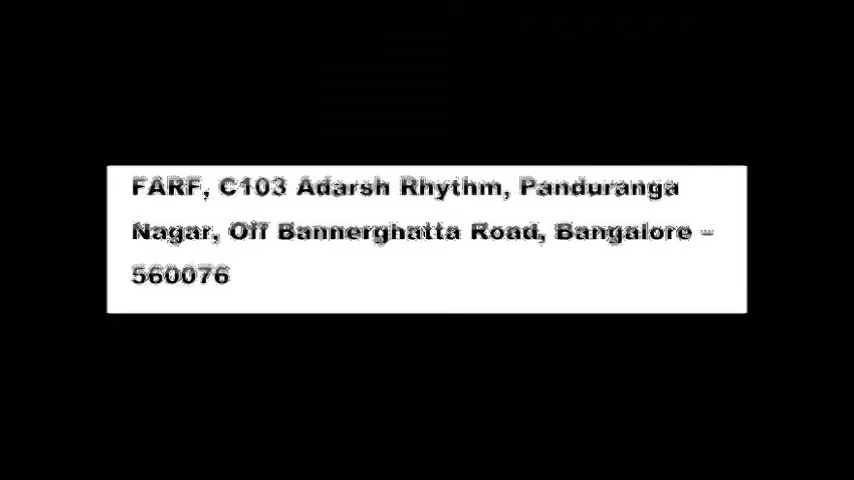 FARF, C103 Adarsh Rhythm, Panduranga
Nagar, Off Bannerghatta Road, Bangalore –
560076